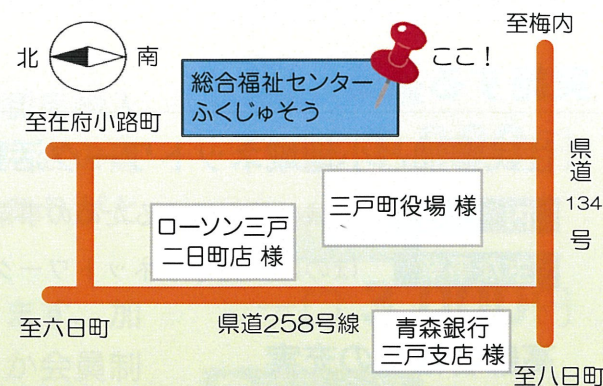 至梅内
北
南
ここ！
総合福祉センター
ふくじゅそう
至在府小路町
県道
134
号
三戸町役場 様
ローソン三戸
二日町店 様
至六日町
県道258号線
青森銀行
三戸支店 様
至八日町